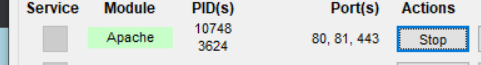 Service Module PID(s) Port(s) Actions
Apache 10748 3624 80, 81, 443 Stop